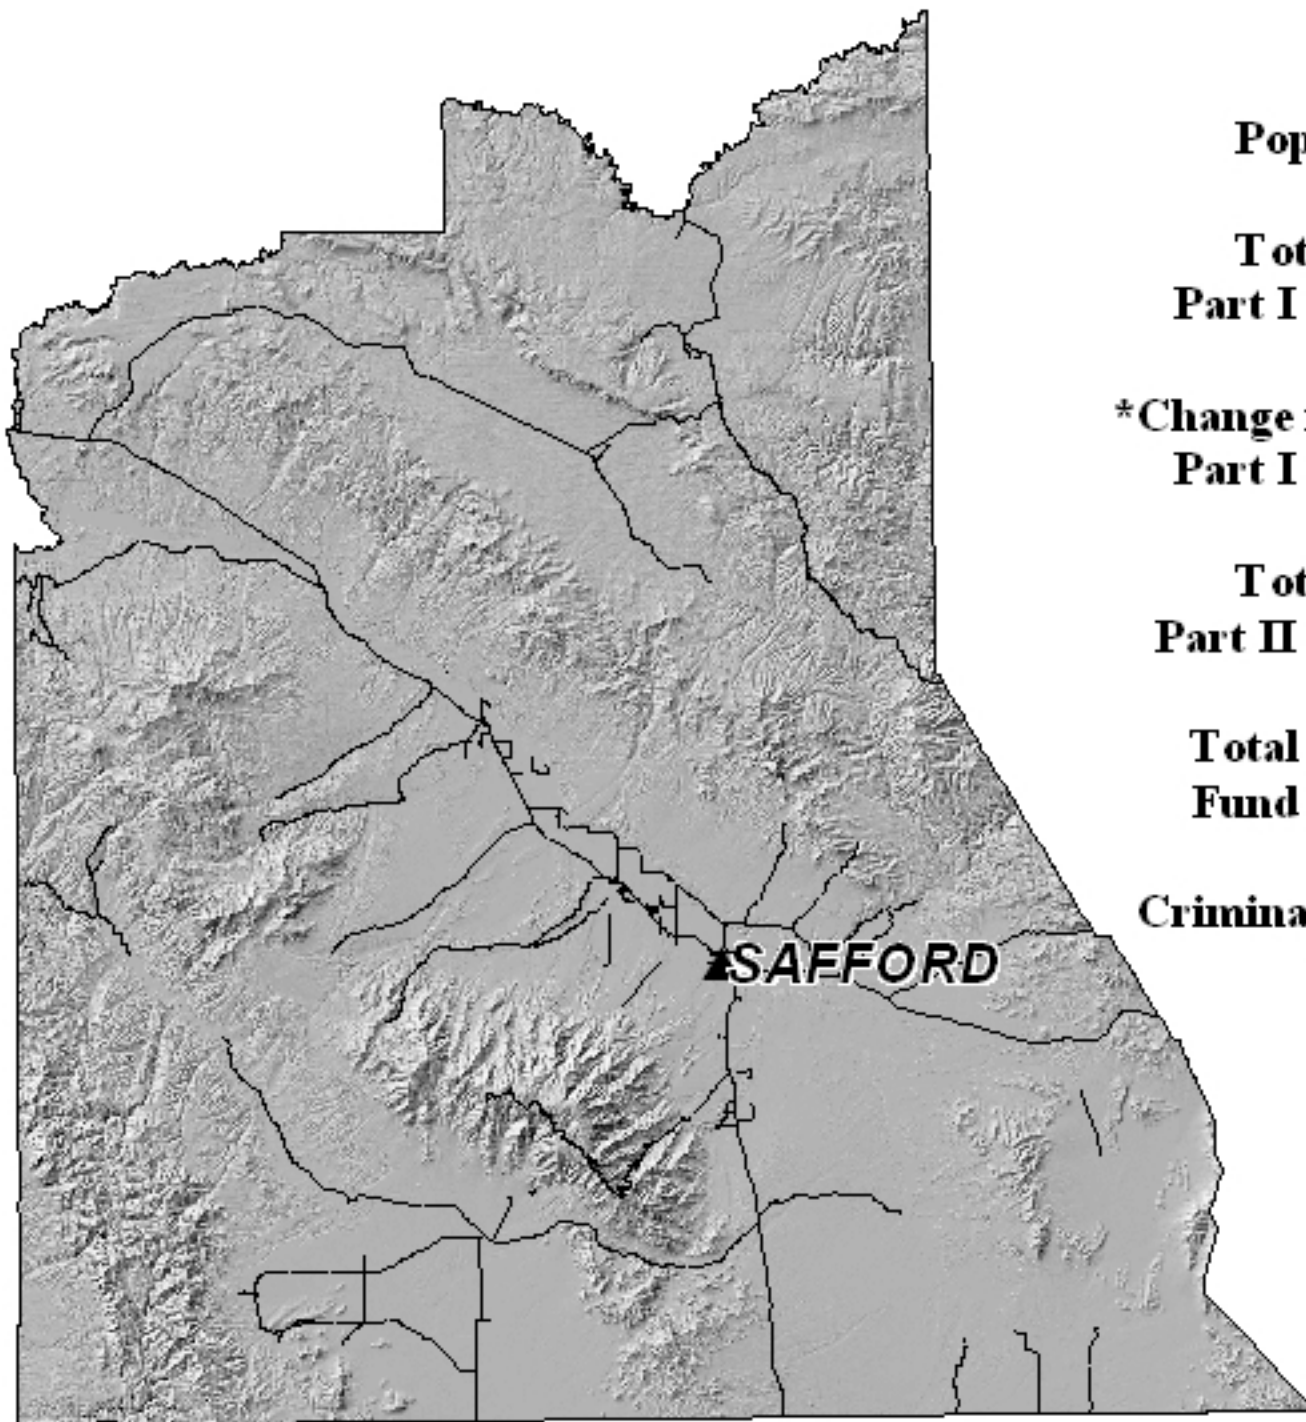 Pop
Tot
Part I
*Change
Part I
Tot
Part II
Total
Fund
Crimina
SAFFORD